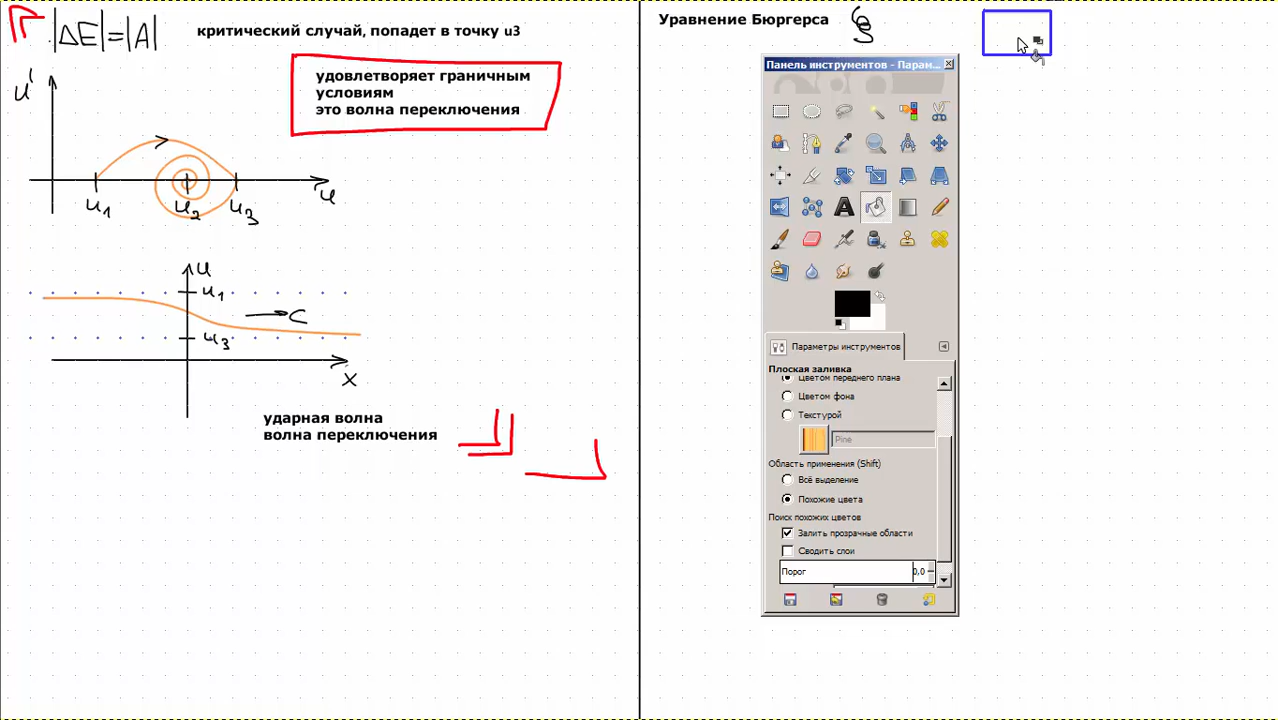 |ΔE|=|A|
критический случай, попадет в точку u3
удовлетворяет граничным
условиям
это волна переключения
u'
u1
u2
u3
u
u
u1
→ C
u3
x
ударная волна
волна переключения
Уравнение Бюргерса
Панель инструментов - Парам...
Параметры инструментов
Плоская заливка
Цветом переднего плана
Цветом фона
Текстурой
Pine
Область применения (Shift)
Всё выделение
Похожие цвета
Поиск похожих цветов
Залить прозрачные области
Сводить слои
Порог 0,0